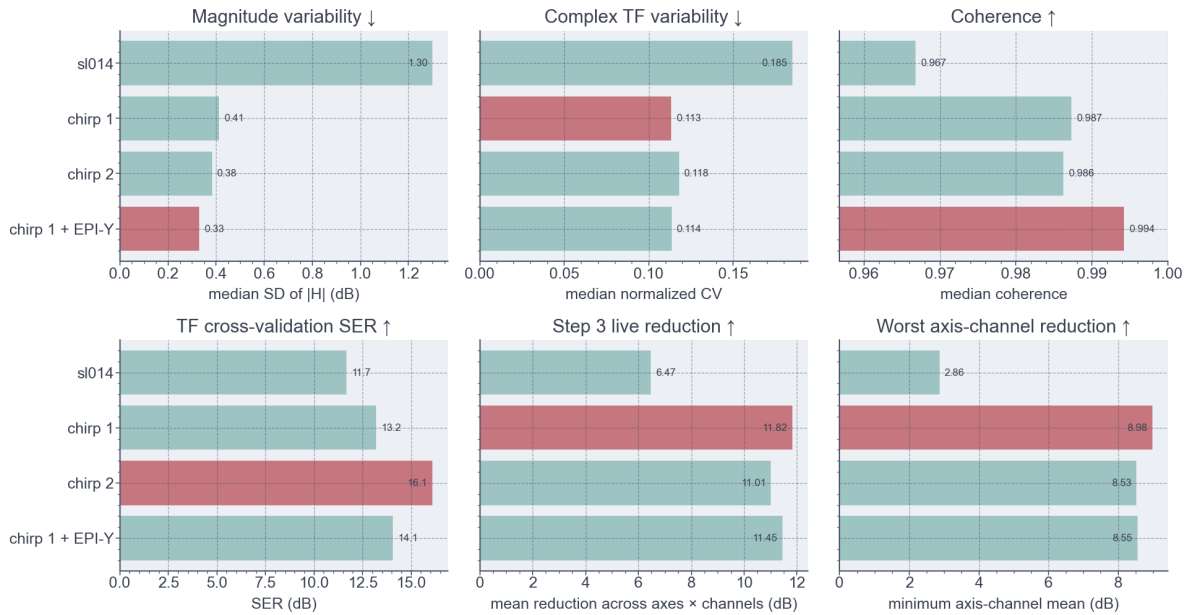 Magnitude variability ↓
sl014
chirp 1
chirp 2
chirp 1 + EPI-Y
1.30
0.41
0.38
0.33
0.0 0.2 0.4 0.6 0.8 1.0 1.2
median SD of |H| (dB)
Complex TF variability ↓
0.185
0.113
0.118
0.114
0.00 0.05 0.10 0.15
median normalized CV
Coherence ↑
0.967
0.987
0.986
0.994
0.96 0.97 0.98 0.99 1.00
median coherence
TF cross-validation SER ↑
sl014
chirp 1
chirp 2
chirp 1 + EPI-Y
11.7
13.2
16.1
14.1
0.0 2.5 5.0 7.5 10.0 12.5 15.0
SER (dB)
Step 3 live reduction ↑
6.47
11.82
11.01
11.45
0 2 4 6 8 10 12
mean reduction across axes × channels (dB)
Worst axis-channel reduction ↑
2.86
8.98
8.53
8.55
0 2 4 6 8
minimum axis-channel mean (dB)